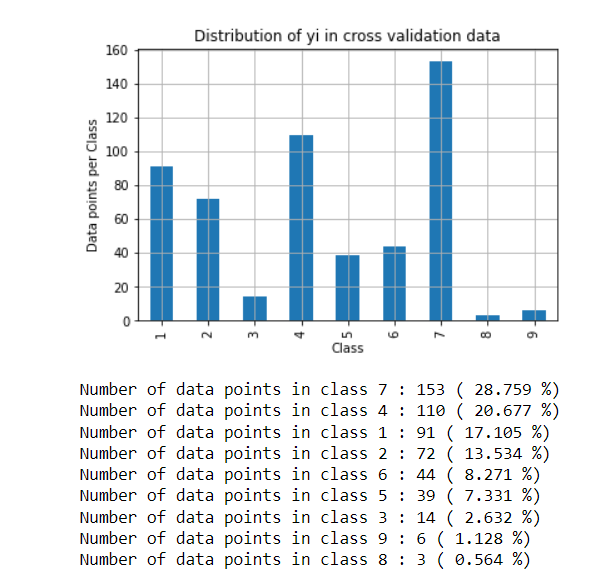 Distribution of yi in cross validation data
Data points per Class
160
140
120
100
80
60
40
20
0
1 2 3 4 5 6 7 8 9
Class
Number of data points in class 7 : 153 ( 28.759 %)
Number of data points in class 4 : 110 ( 20.677 %)
Number of data points in class 1 : 91 ( 17.105 %)
Number of data points in class 2 : 72 ( 13.534 %)
Number of data points in class 6 : 44 ( 8.271 %)
Number of data points in class 5 : 39 ( 7.331 %)
Number of data points in class 3 : 14 ( 2.632 %)
Number of data points in class 9 : 6 ( 1.128 %)
Number of data points in class 8 : 3 ( 0.564 %)